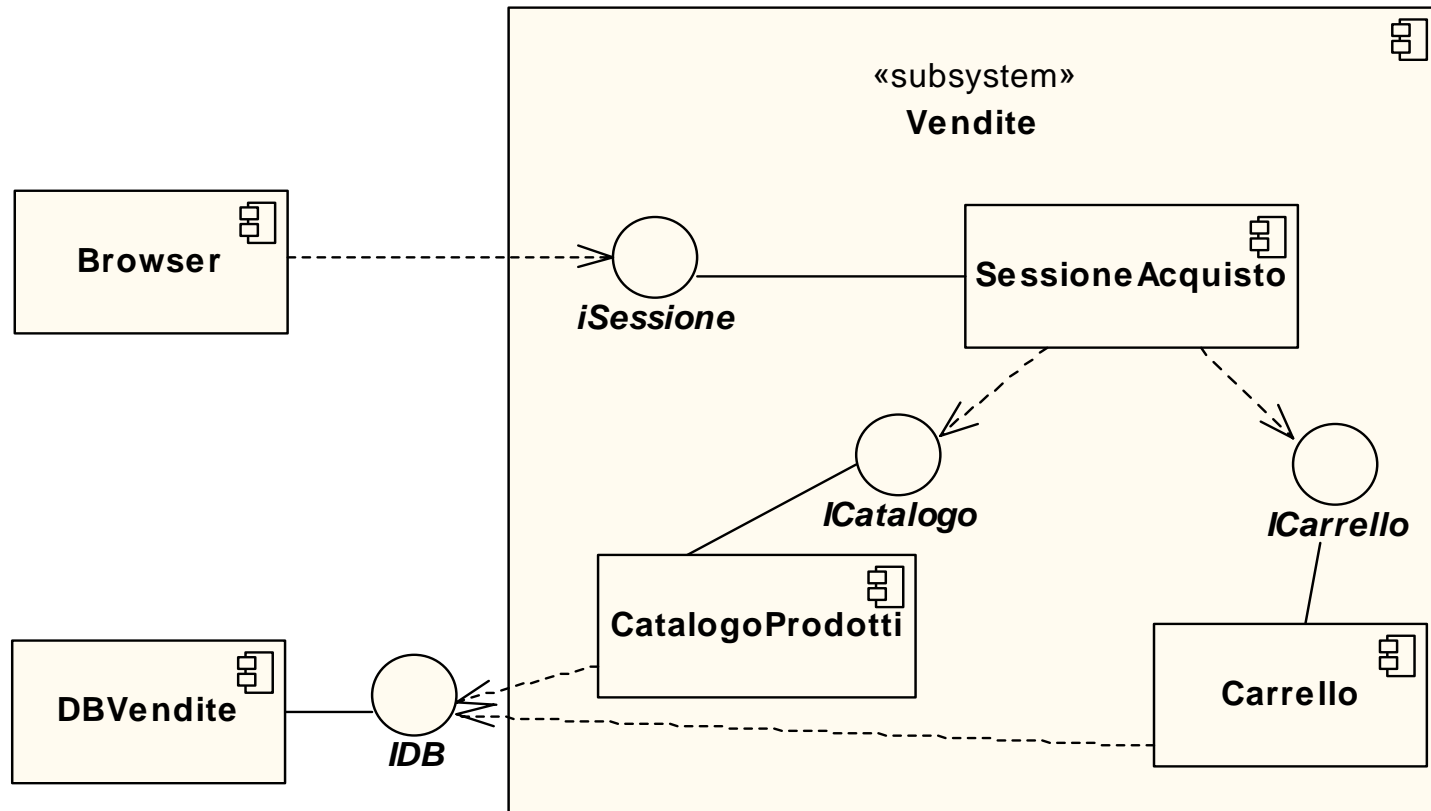 «subsystem»
Vendite
Browser
iSessione
SessioneAcquisto
ICatalogo
ICarrello
CatalogoProdotti
DBVendite
IDB
Carrello